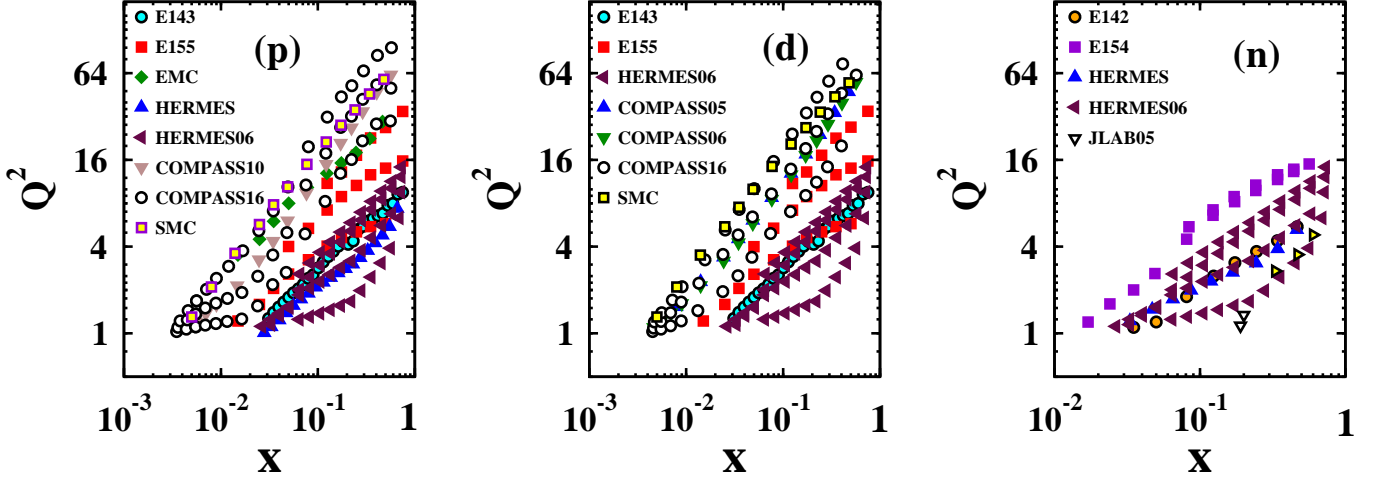 E143
E155
EMC
HERMES
HERMES06
COMPASS10
COMPASS16
SMC
(p)
Q²
64
16
4
1
10⁻³
10⁻²
10⁻¹
1
x
E143
E155
HERMES06
COMPASS05
COMPASS06
COMPASS16
SMC
(d)
Q²
64
16
4
1
10⁻³
10⁻²
10⁻¹
1
x
E142
E154
HERMES
HERMES06
JLAB05
(n)
Q²
64
16
4
1
10⁻²
10⁻¹
1
x